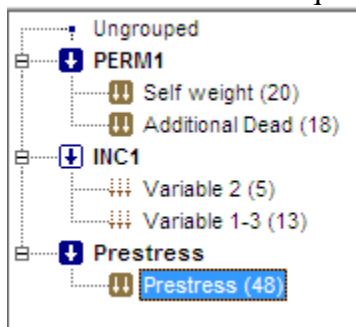 Ungrouped
PERM1
Self weight (20)
Additional Dead (18)
INC1
Variable 2 (5)
Variable 1-3 (13)
Prestress
Prestress (48)